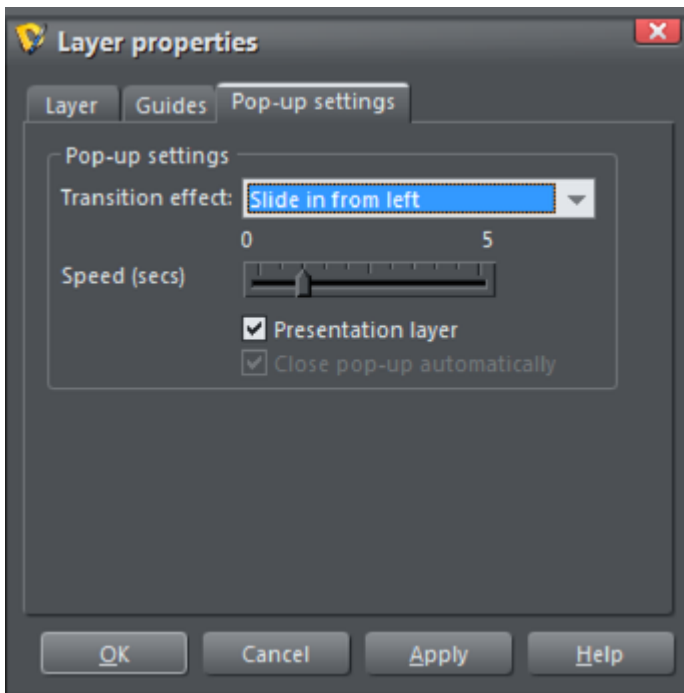 Layer properties
Layer Guides Pop-up settings
Pop-up settings
Transition effect: Slide in from left
0 5
Speed (secs)
Presentation layer
Close pop-up automatically
OK Cancel Apply Help